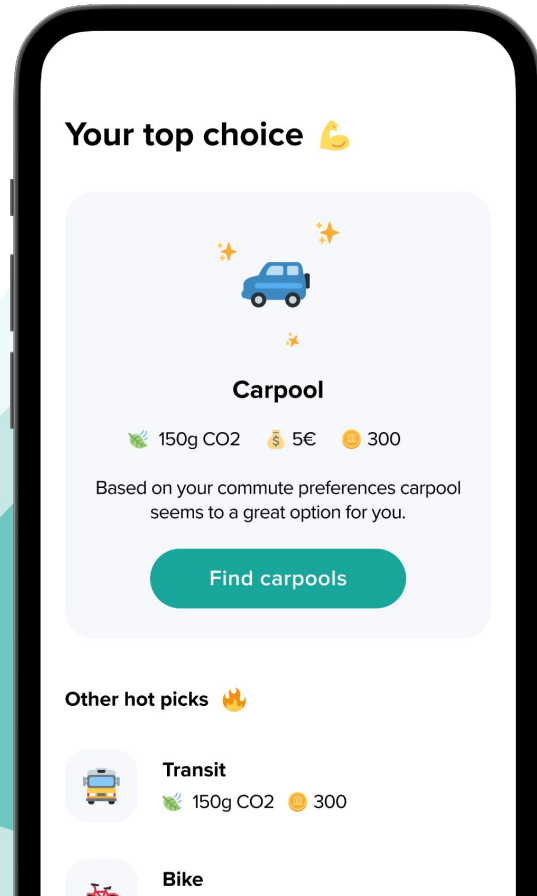 Your top choice
Carpool
150g CO2 5€ 300
Based on your commute preferences carpool
seems to a great option for you.
Find carpools
Other hot picks
Transit
150g CO2 300
Bike